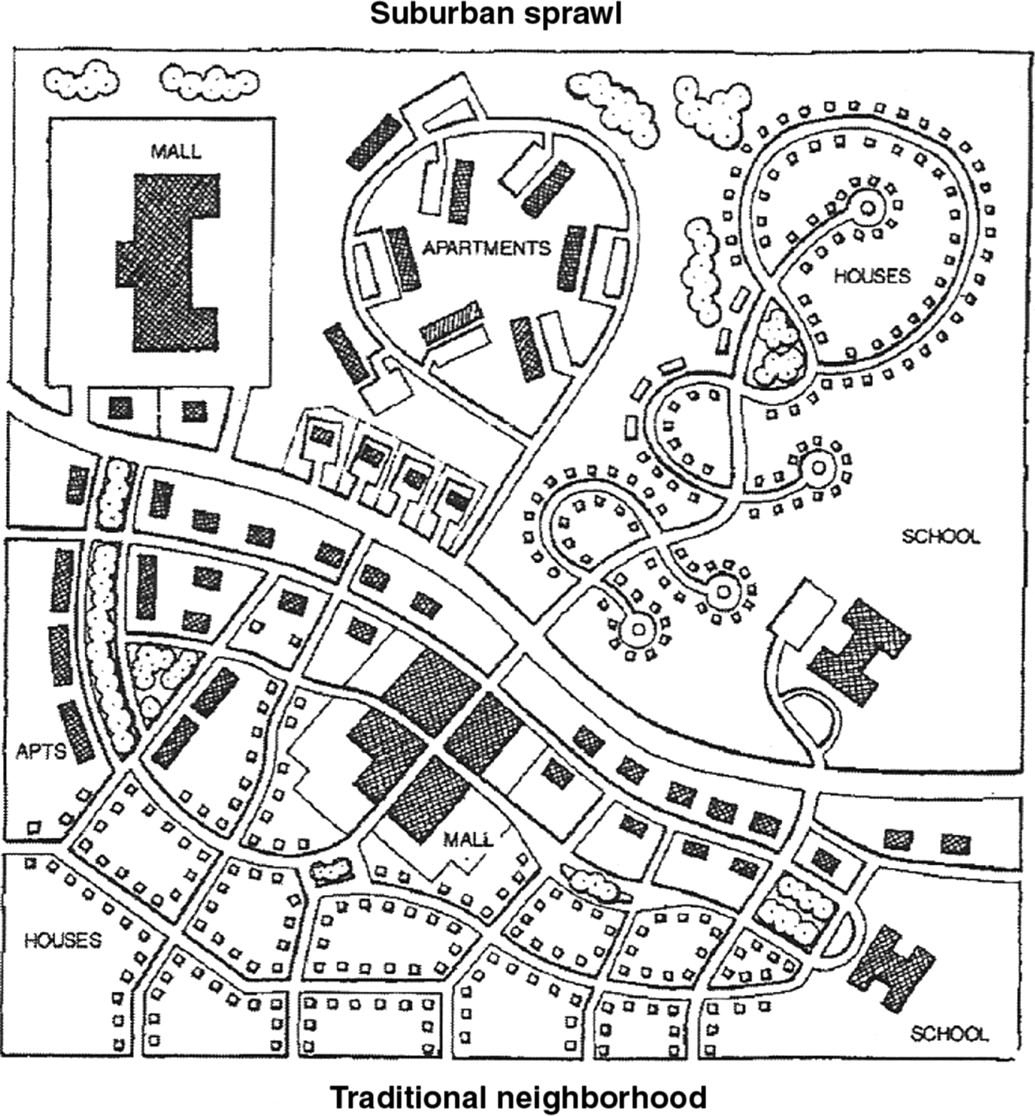 Suburban sprawl
MALL
APARTMENTS
HOUSES
SCHOOL
APTS
MALL
HOUSES
SCHOOL
Traditional neighborhood